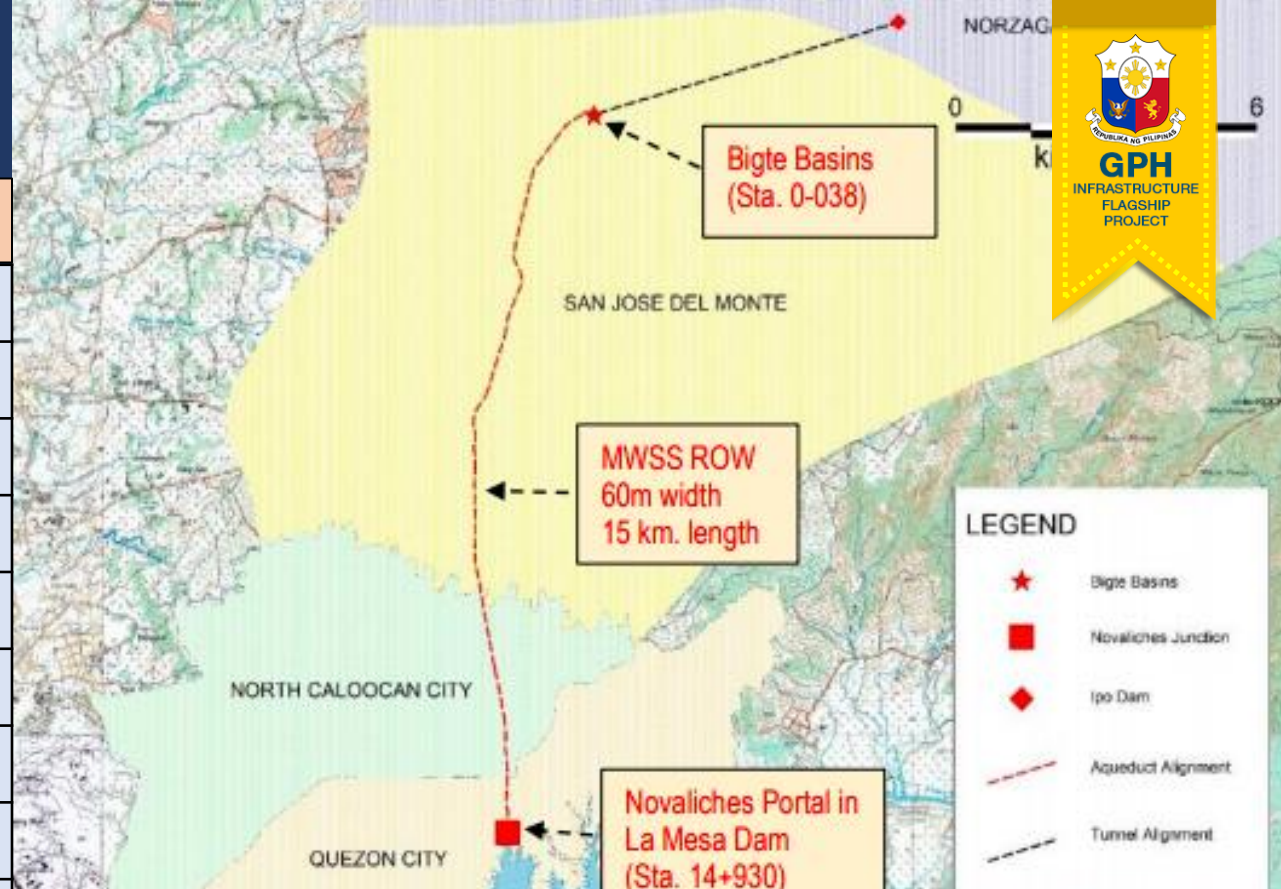 NORZAG
0
6
k
REPUBLIKA NG PILIPINAS
GPH
INFRASTRUCTURE
FLAGSHIP
PROJECT
Bigte Basins
(Sta. 0-038)
SAN JOSE DEL MONTE
MWSS ROW
60m width
15 km. length
NORTH CALOOCAN CITY
Novaliches Portal in
La Mesa Dam
(Sta. 14+930)
QUEZON CITY
LEGEND
Bigte Basins
Novaliches Junction
Ipo Dam
Aqueduct Alignment
Tunnel Alignment